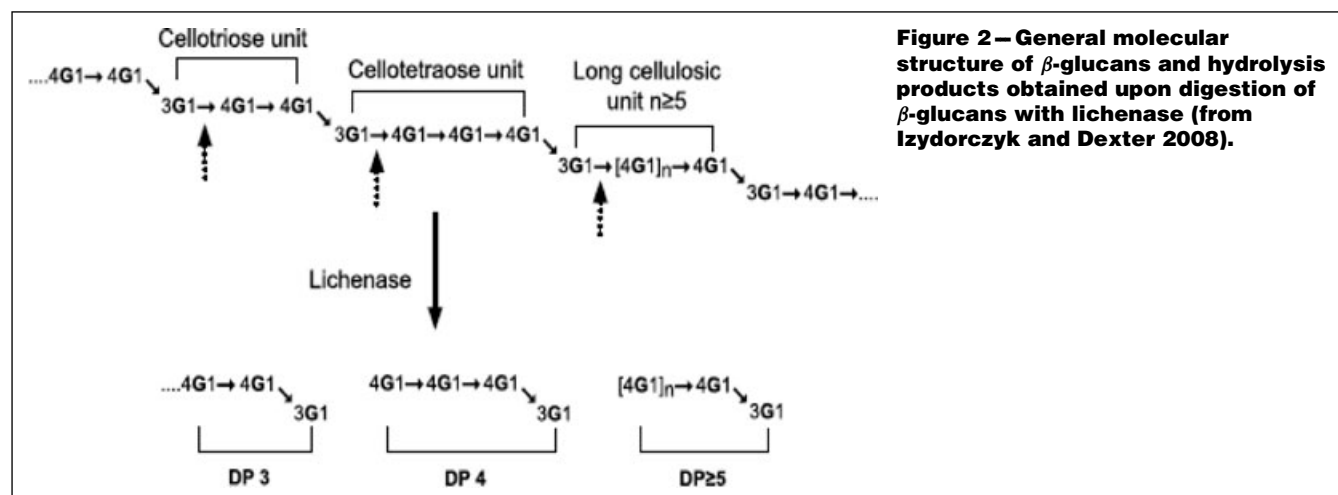 Cellotriose unit
....4G1→ 4G1
3G1→ 4G1→ 4G1
Cellotetraose unit
3G1→ 4G1→ 4G1→ 4G1
Long cellulosic
unit n≥5
3G1→ [4G1]n→ 4G1
3G1→ 4G1→....
Lichenase
....4G1→ 4G1
3G1
DP 3
4G1→4G1→ 4G1
3G1
DP 4
[4G1]n→ 4G1
3G1
DP≥5
Figure 2—General molecular
structure of β-glucans and hydrolysis
products obtained upon digestion of
β-glucans with lichenase (from
Izydorczyk and Dexter 2008).